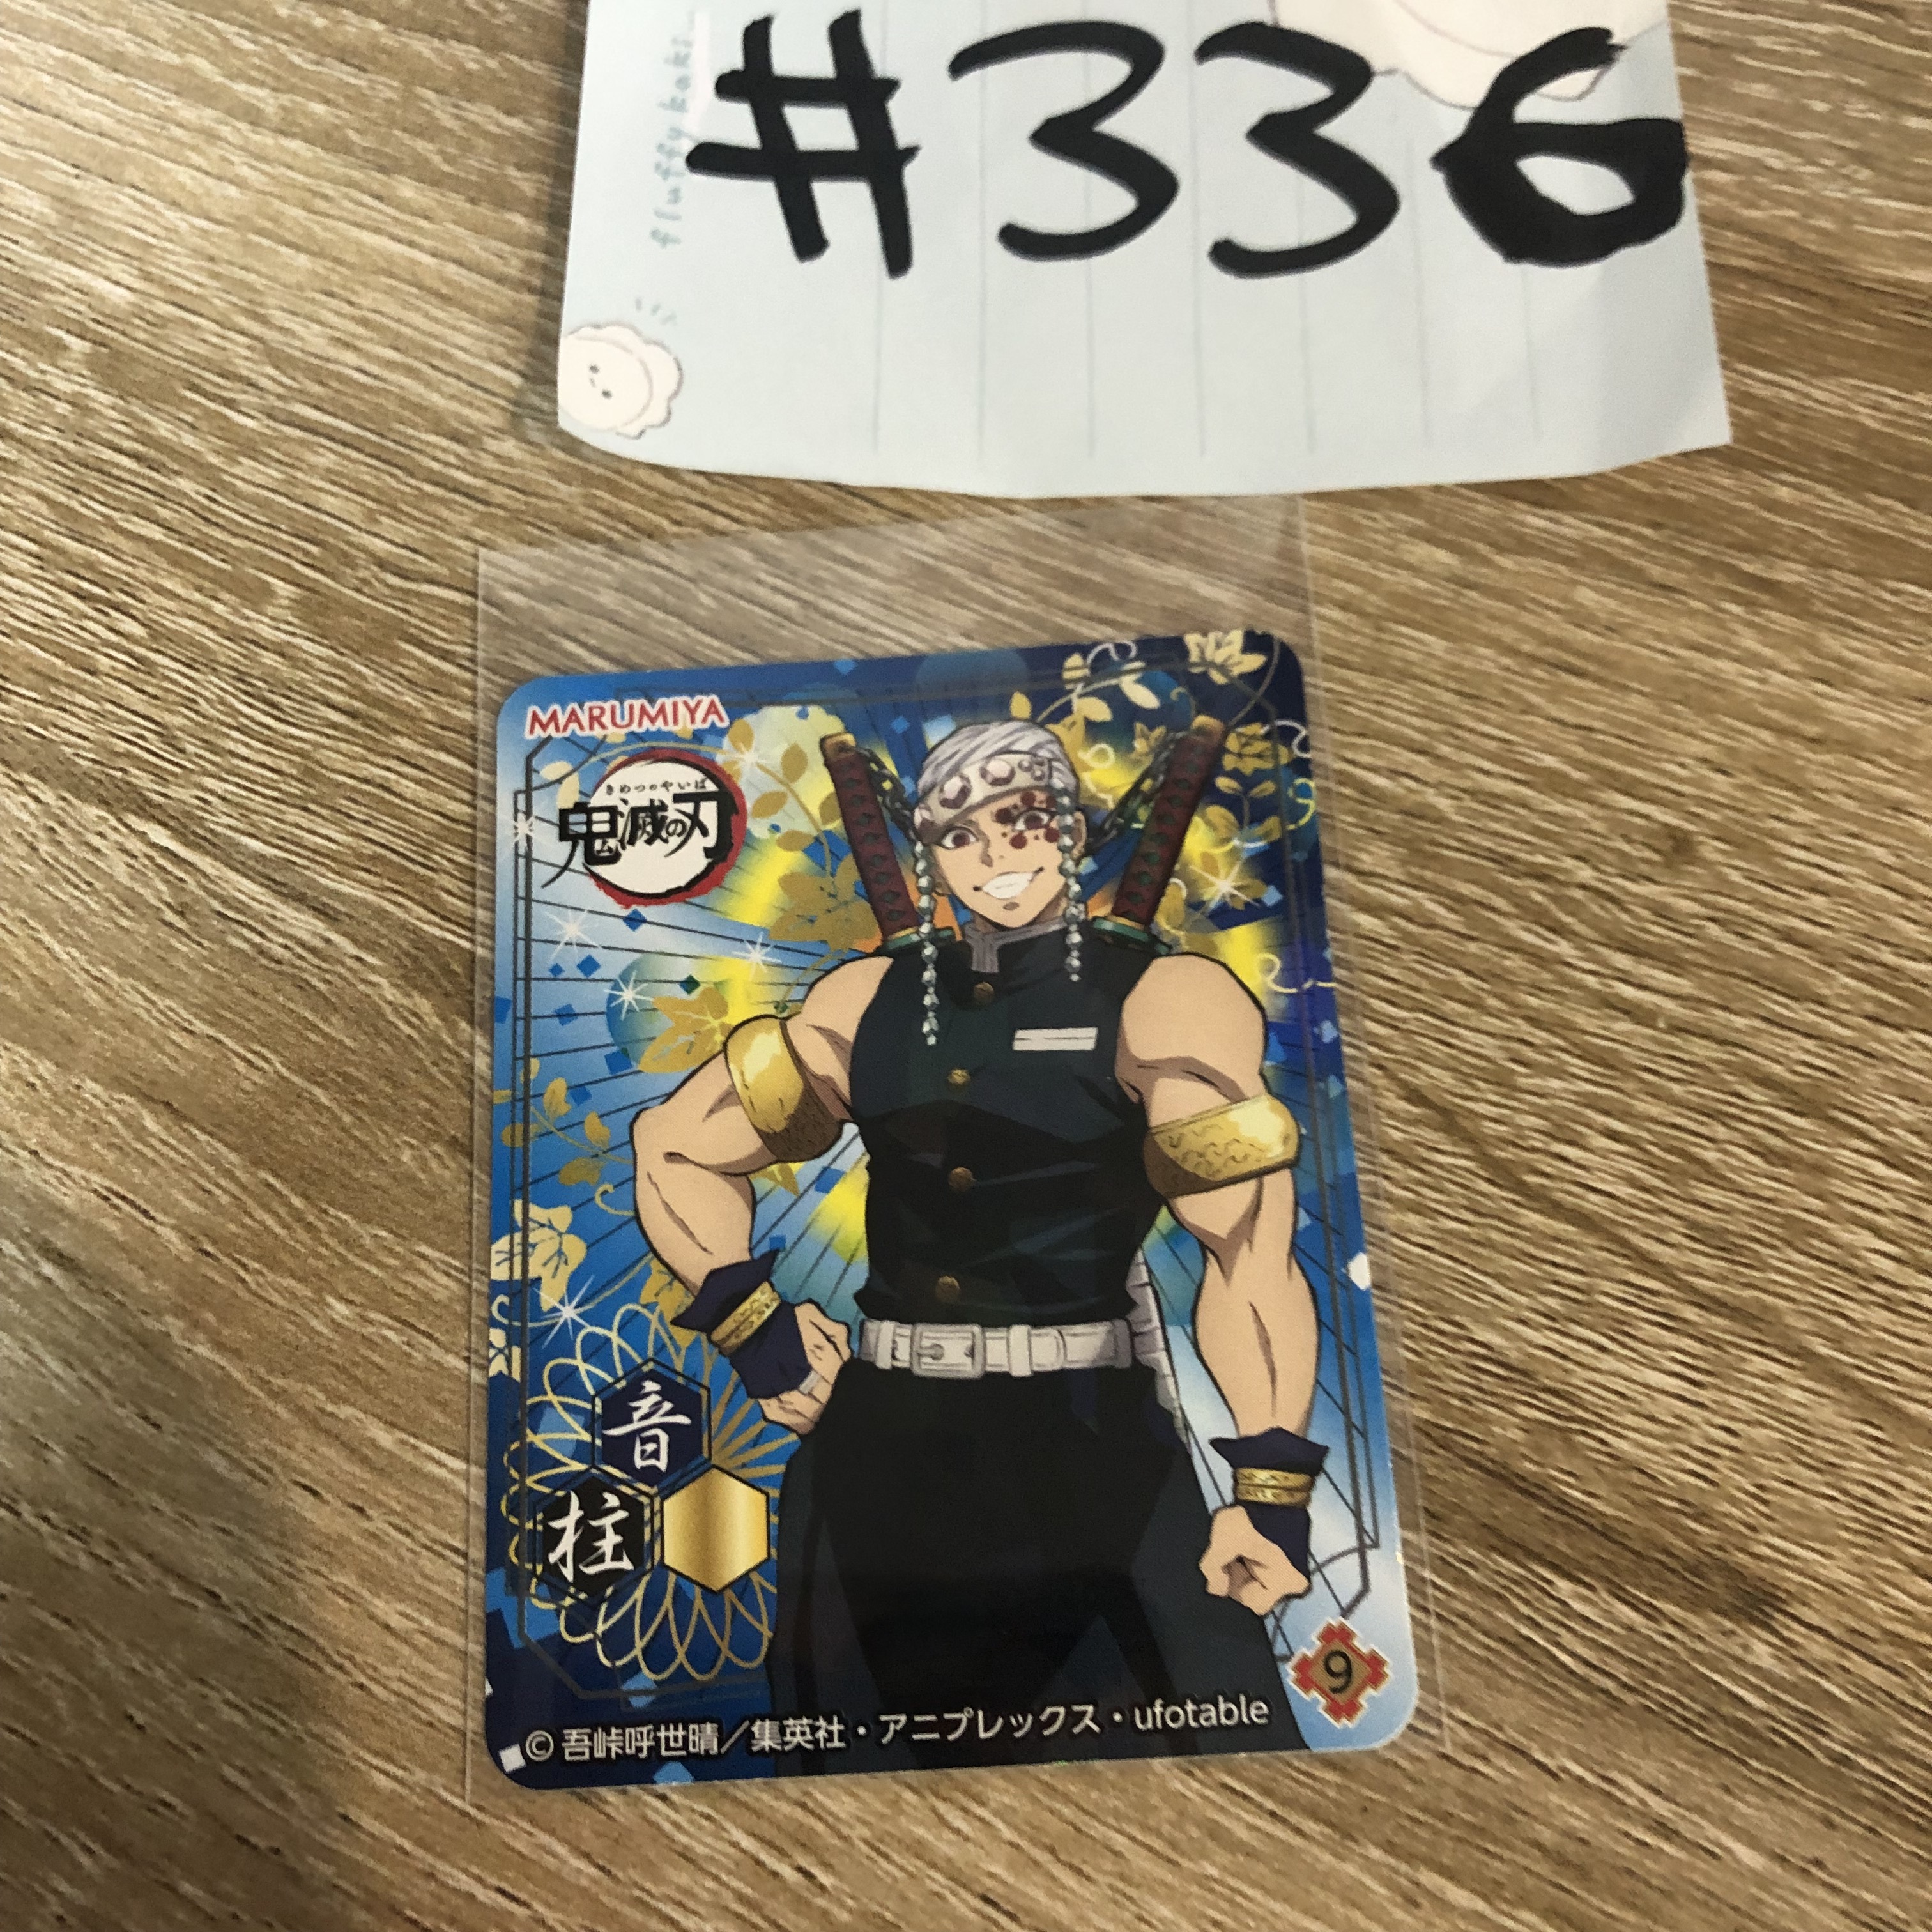 #336
fluffy kaki...
MARUMIYA
きめつのやいば
鬼滅の刃
音
柱
9
© 吾峠呼世晴／集英社・アニプレックス・ufotable